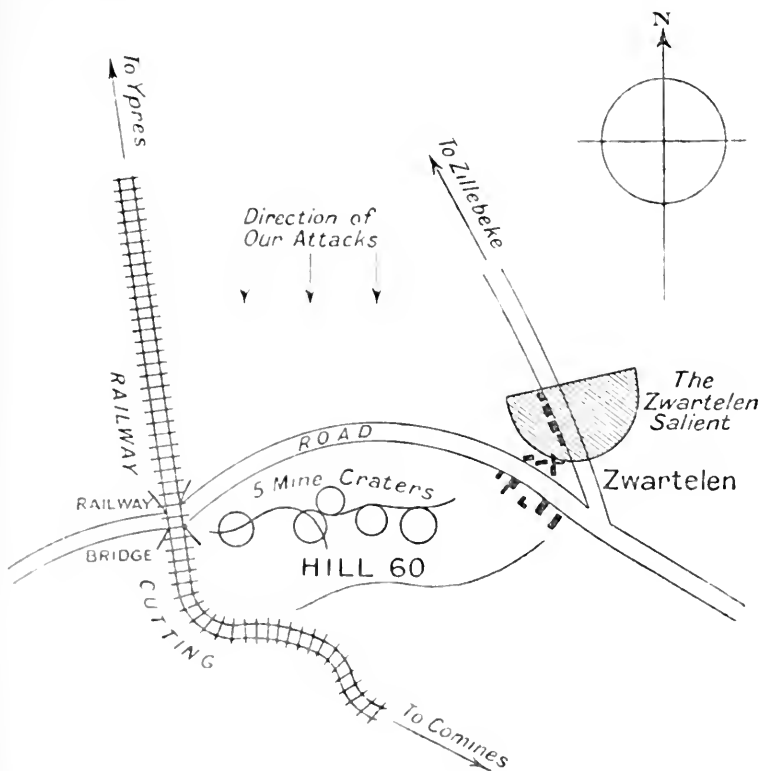 N
To Ypres
To Zillebeke
Direction of
Our Attacks
RAILWAY
The
Zwartelen
Salient
ROAD
Zwartelen
5 Mine Craters
RAILWAY
BRIDGE
HILL 60
CUTTING
To Comines